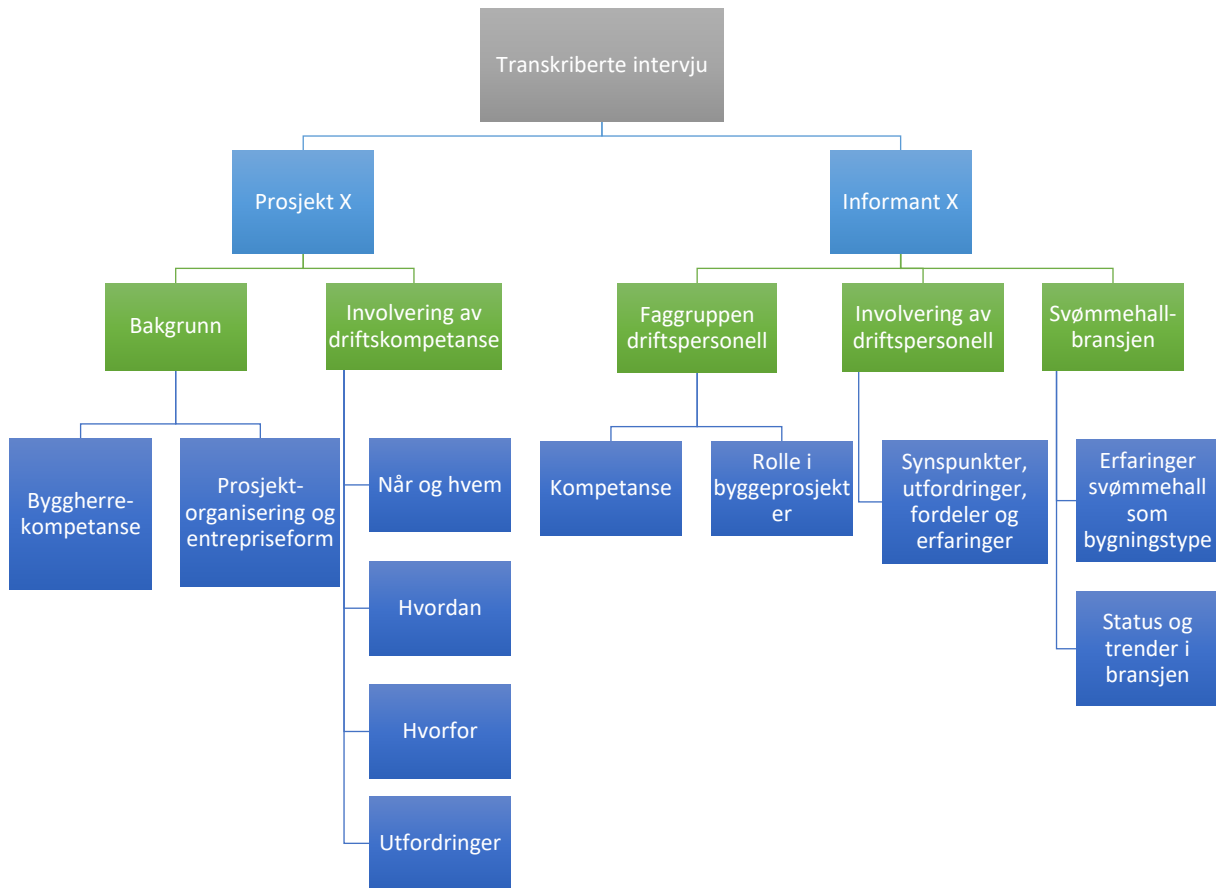 Transkriberte intervju
Prosjekt X
Informant X
Bakgrunn
Involvering av
driftskompetanse
Faggruppen
driftspersonell
Involvering av
driftspersonell
Svømmehall-
bransjen
Byggherre-
kompetanse
Prosjekt-
organisering og
entrepriseform
Når og hvem
Hvordan
Hvorfor
Utfordringer
Kompetanse
Rolle i
byggeprosjekt
er
Synspunkter,
utfordringer,
fordeler og
erfaringer
Erfaringer
svømmehall
som
bygningstype
Status og
trender i
bransjen